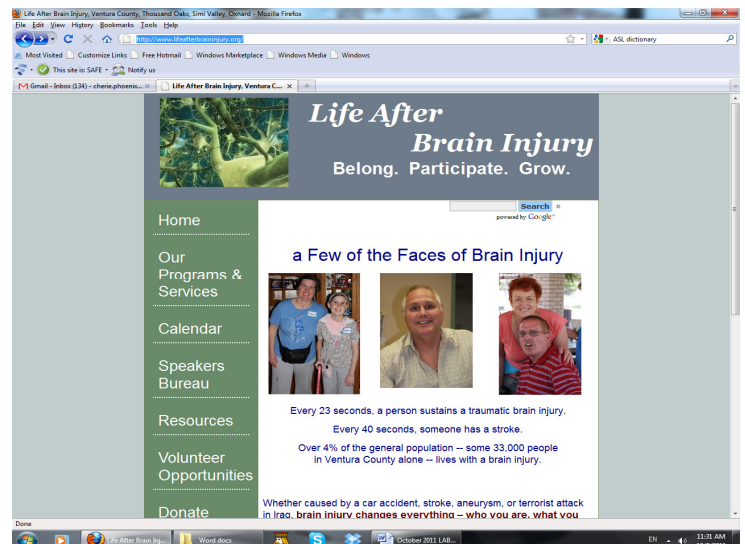 Life After Brain Injury, Ventura County, Thousand Oaks, Simi Valley, Oxnard - Mozilla Firefox
File Edit View History Bookmarks Tools Help
http://www.lifeafterbraininjury.org/
ASL dictionary
Most Visited Customize Links Free Hotmail Windows Marketplace Windows Media Windows
This site is SAFE Notify us
Gmail - Inbox (134) - cherie.phoenix...
Life After Brain Injury, Ventura C...
Life After
Brain Injury
Belong. Participate. Grow.
Search
powered by Google™
Home
Our
Programs &
Services
Calendar
Speakers
Bureau
Resources
Volunteer
Opportunities
Donate
a Few of the Faces of Brain Injury
Every 23 seconds, a person sustains a traumatic brain injury.
Every 40 seconds, someone has a stroke.
Over 4% of the general population -- some 33,000 people
in Ventura County alone -- lives with a brain injury.
Whether caused by a car accident, stroke, aneurysm, or terrorist attack
in Iraq, brain injury changes everything – who you are, what you
Done
Life After Brain Inj...
Word docs
October 2011 LAB...
EN
11:31 AM